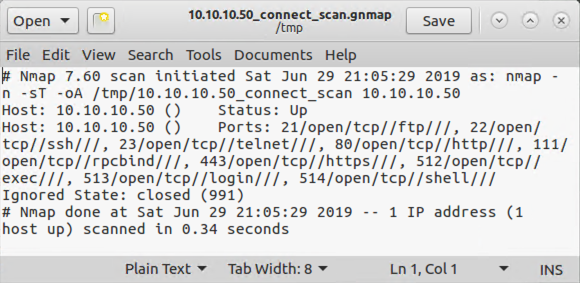 Open
10.10.10.50_connect_scan.gnmap
/tmp
Save
File Edit View Search Tools Documents Help
# Nmap 7.60 scan initiated Sat Jun 29 21:05:29 2019 as: nmap -
n -sT -oA /tmp/10.10.10.50_connect_scan 10.10.10.50
Host: 10.10.10.50 () Status: Up
Host: 10.10.10.50 () Ports: 21/open/tcp//ftp///, 22/open/
tcp//ssh///, 23/open/tcp//telnet///, 80/open/tcp//http///, 111/
open/tcp//rpcbind///, 443/open/tcp//https///, 512/open/tcp//
exec///, 513/open/tcp//login///, 514/open/tcp//shell///
Ignored State: closed (991)
# Nmap done at Sat Jun 29 21:05:29 2019 -- 1 IP address (1
host up) scanned in 0.34 seconds
Plain Text Tab Width: 8 Ln 1, Col 1 INS